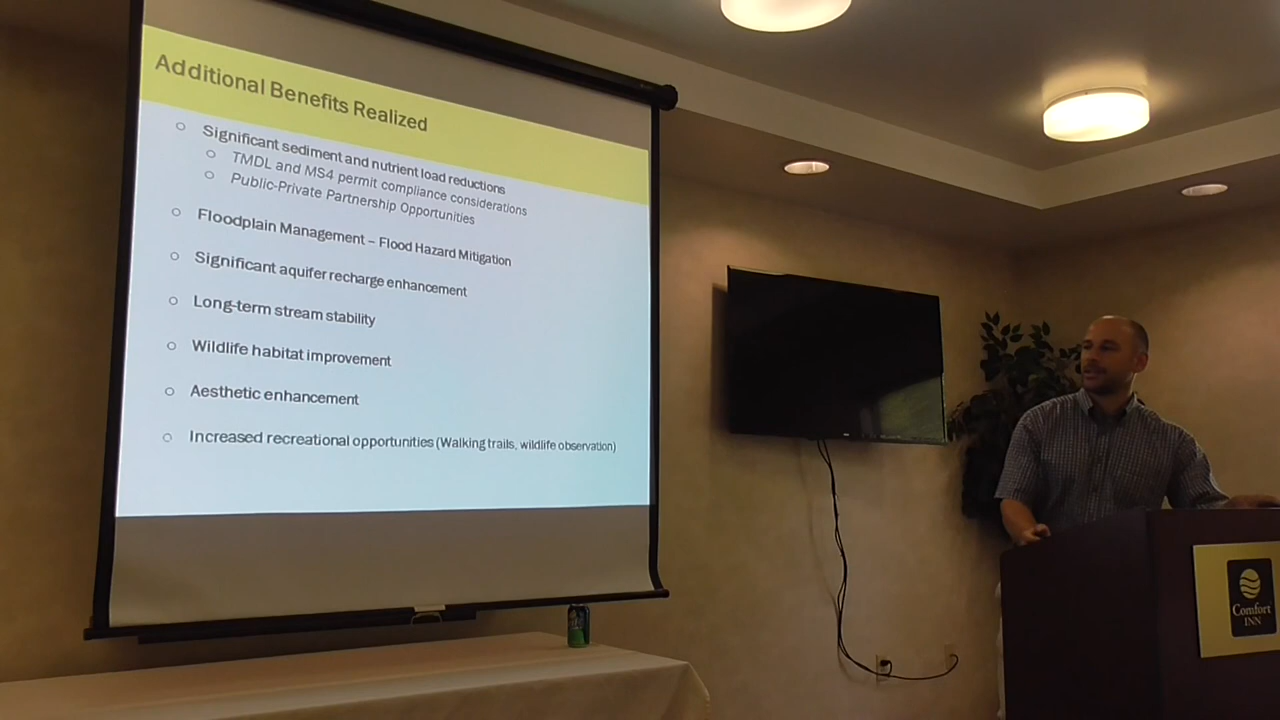 Additional Benefits Realized
○ Significant sediment and nutrient load reductions
○ TMDL and MS4 permit compliance considerations
○ Public-Private Partnership Opportunities
○ Floodplain Management – Flood Hazard Mitigation
○ Significant aquifer recharge enhancement
○ Long-term stream stability
○ Wildlife habitat improvement
○ Aesthetic enhancement
○ Increased recreational opportunities (Walking trails, wildlife observation)
Comfort
INN